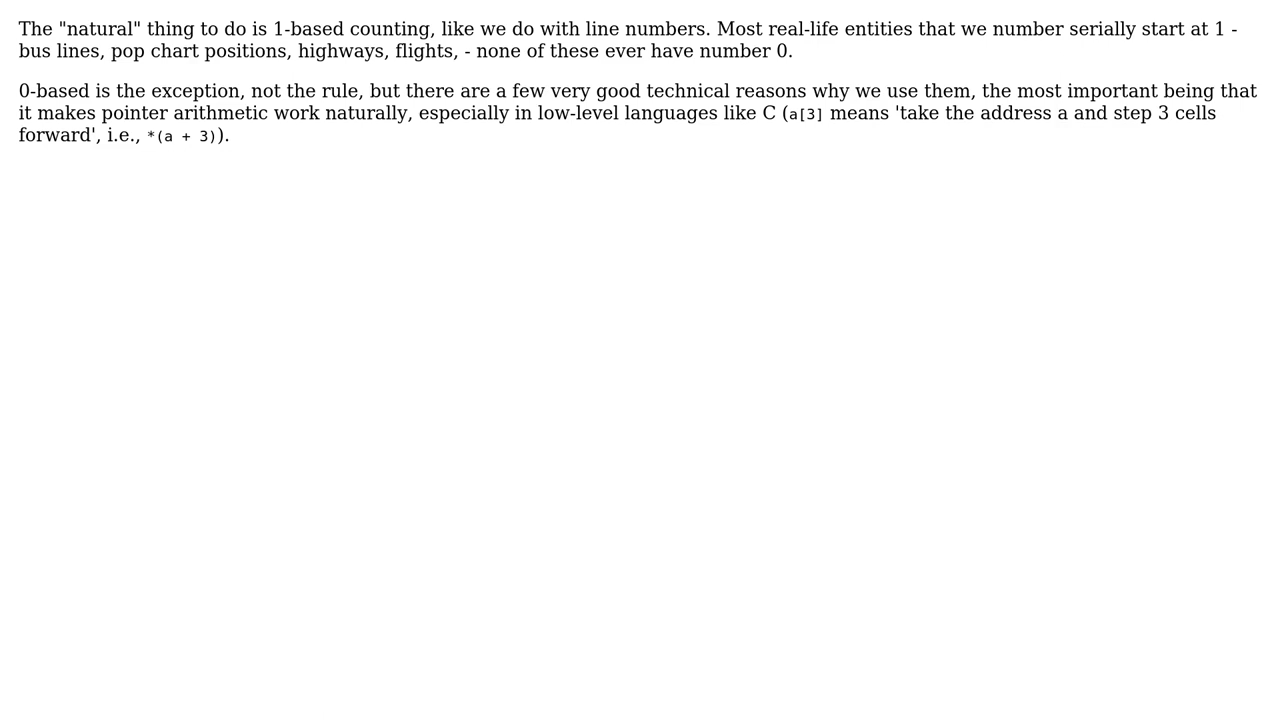 The "natural" thing to do is 1-based counting, like we do with line numbers. Most real-life entities that we number serially start at 1 -
bus lines, pop chart positions, highways, flights, - none of these ever have number 0.
0-based is the exception, not the rule, but there are a few very good technical reasons why we use them, the most important being that
it makes pointer arithmetic work naturally, especially in low-level languages like C (a[3] means 'take the address a and step 3 cells
forward', i.e., *(a + 3)).